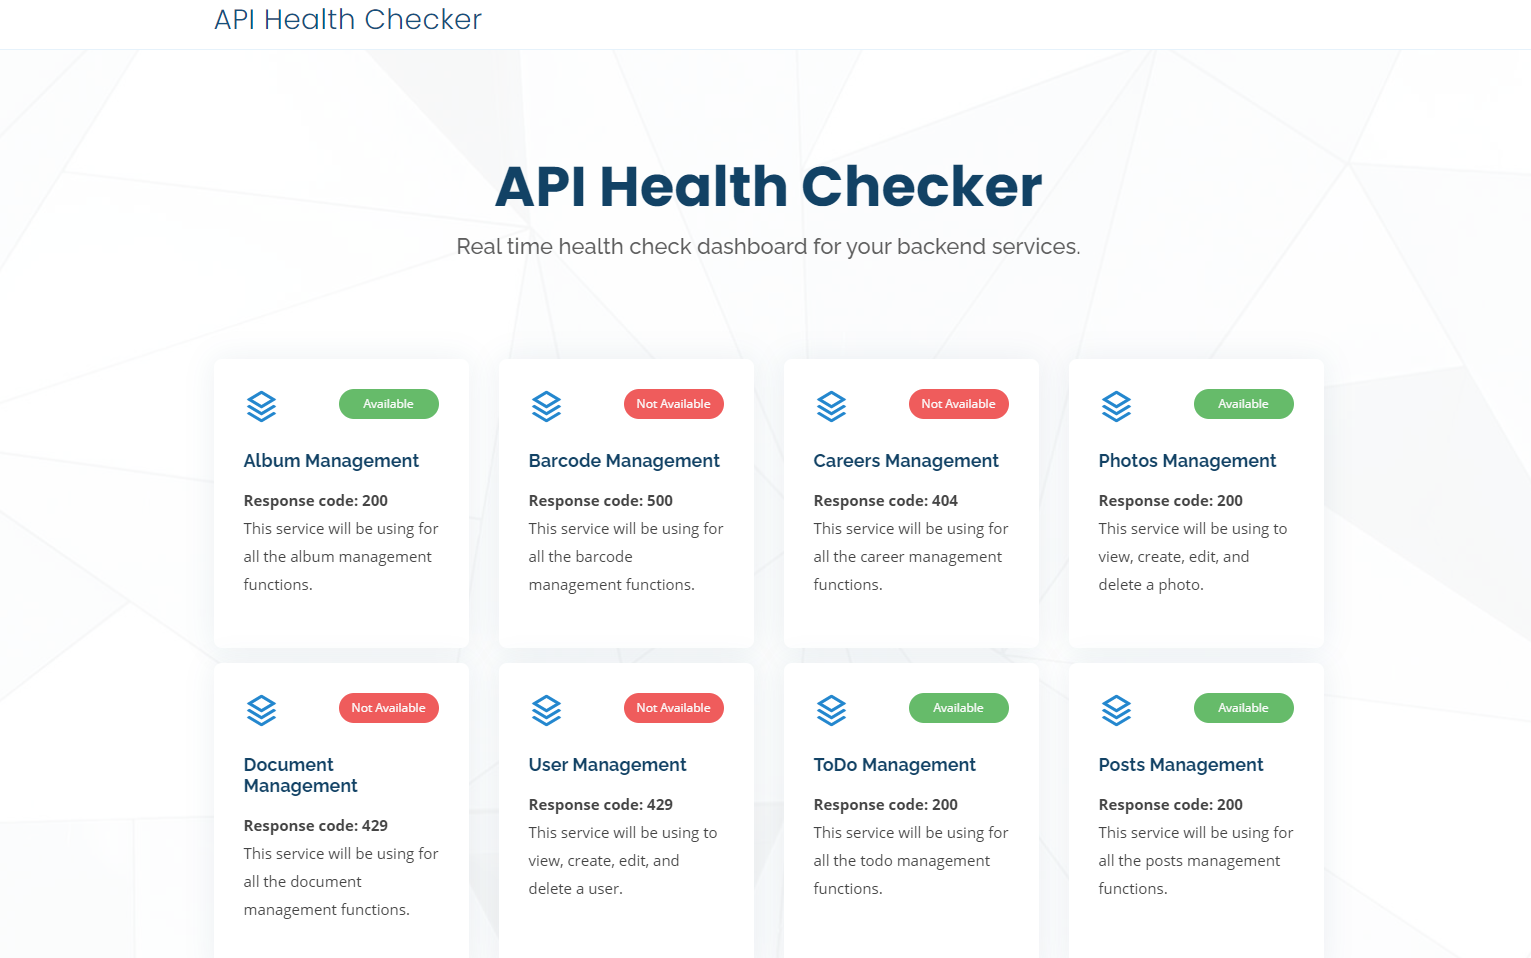 API Health Checker
API Health Checker
Real time health check dashboard for your backend services.
Available
Album Management
Response code: 200
This service will be using for
all the album management
functions.
Not Available
Barcode Management
Response code: 500
This service will be using for
all the barcode
management functions.
Not Available
Careers Management
Response code: 404
This service will be using for
all the career management
functions.
Available
Photos Management
Response code: 200
This service will be using to
view, create, edit, and
delete a photo.
Not Available
Document
Management
Response code: 429
This service will be using for
all the document
management functions.
Not Available
User Management
Response code: 429
This service will be using to
view, create, edit, and
delete a user.
Available
ToDo Management
Response code: 200
This service will be using for
all the todo management
functions.
Available
Posts Management
Response code: 200
This service will be using for
all the posts management
functions.